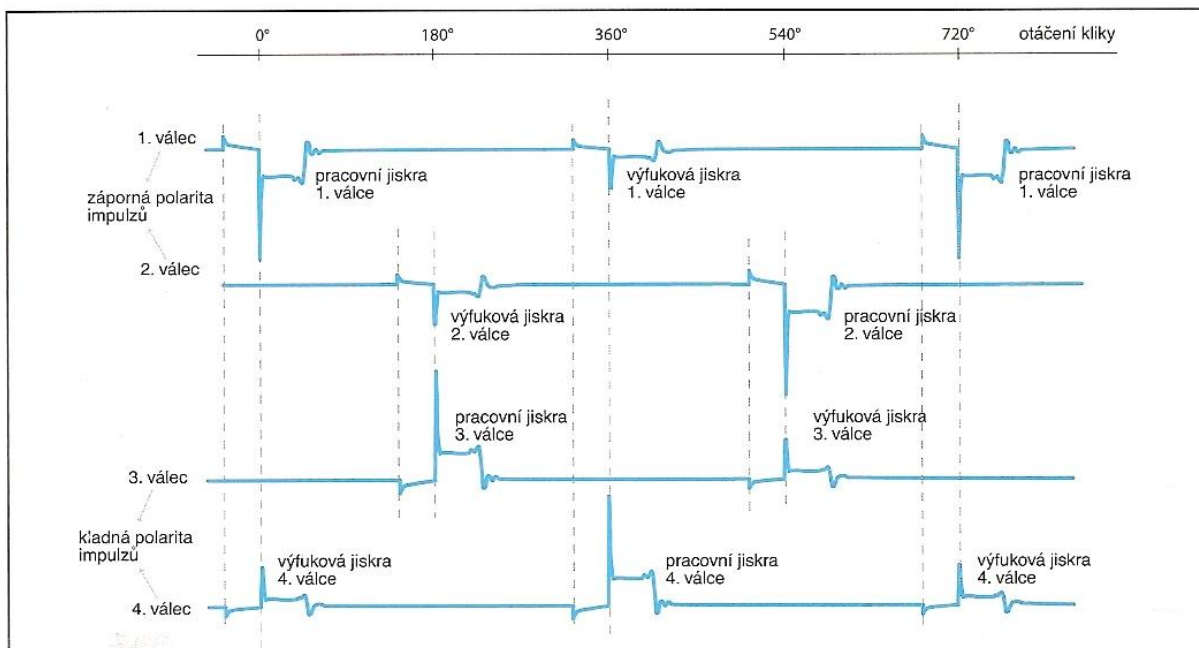 0° 180° 360° 540° 720° otáčení kliky
1. válec
pracovní jiskra
1. válce
výfuková jiskra
1. válce
pracovní jiskra
1. válce
záporná polarita
impulzů
2. válec
výfuková jiskra
2. válce
pracovní jiskra
2. válce
pracovní jiskra
3. válce
výfuková jiskra
3. válce
3. válec
kladná polarita
impulzů
výfuková jiskra
4. válce
pracovní jiskra
4. válce
výfuková jiskra
4. válce
4. válec